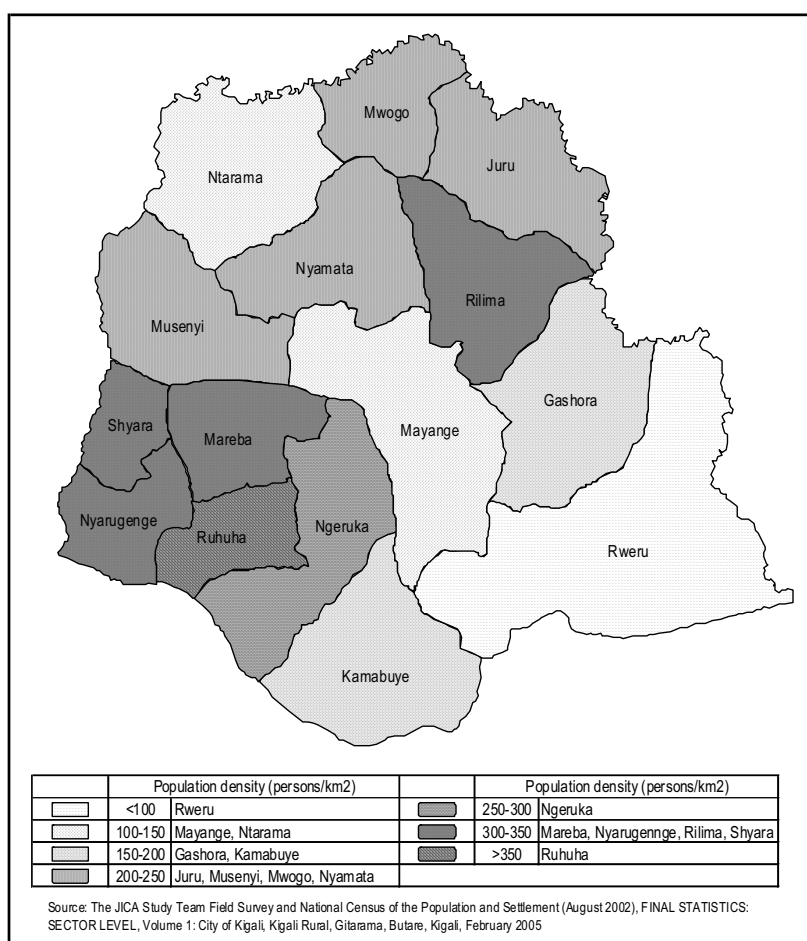 Mwogo
Juru
Ntarama
Nyamata
Rilima
Musenyi
Gashora
Shyara
Mareba
Mayange
Nyarugenge
Ruhuha
Ngeruka
Rweru
Kamabuye
Population density (persons/km2) Population density (persons/km2)
<100 Rweru 250-300 Ngeruka
100-150 Mayange, Ntarama 300-350 Mareba, Nyarugennge, Rilima, Shyara
150-200 Gashora, Kamabuye >350 Ruhuha
200-250 Juru, Musenyi, Mwogo, Nyamata
Source: The JICA Study Team Field Survey and National Census of the Population and Settlement (August 2002), FINAL STATISTICS:
SECTOR LEVEL, Volume 1: City of Kigali, Kigali Rural, Gitarama, Butare, Kigali, February 2005